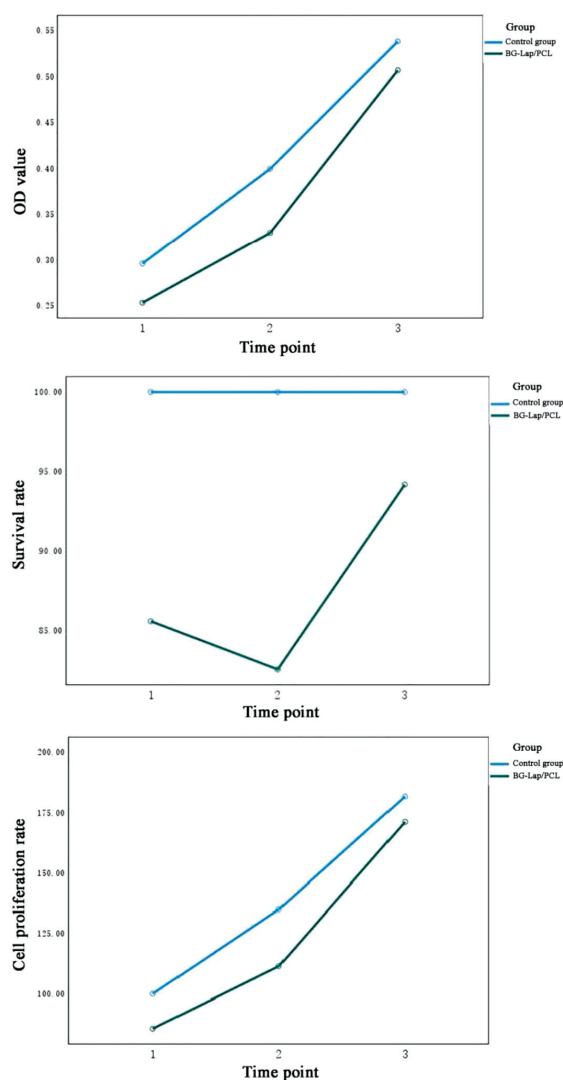 Group
Control group
BG-Lap/PCL
0.55
0.50
0.40
0.35
0.30
0.25
OD value
1 2 3
Time point
Group
Control group
BG-Lap/PCL
100.00
95.00
90.00
85.00
Survival rate
1 2 3
Time point
Group
Control group
BG-Lap/PCL
200.00
175.00
150.00
125.00
100.00
Cell proliferation rate
1 2 3
Time point